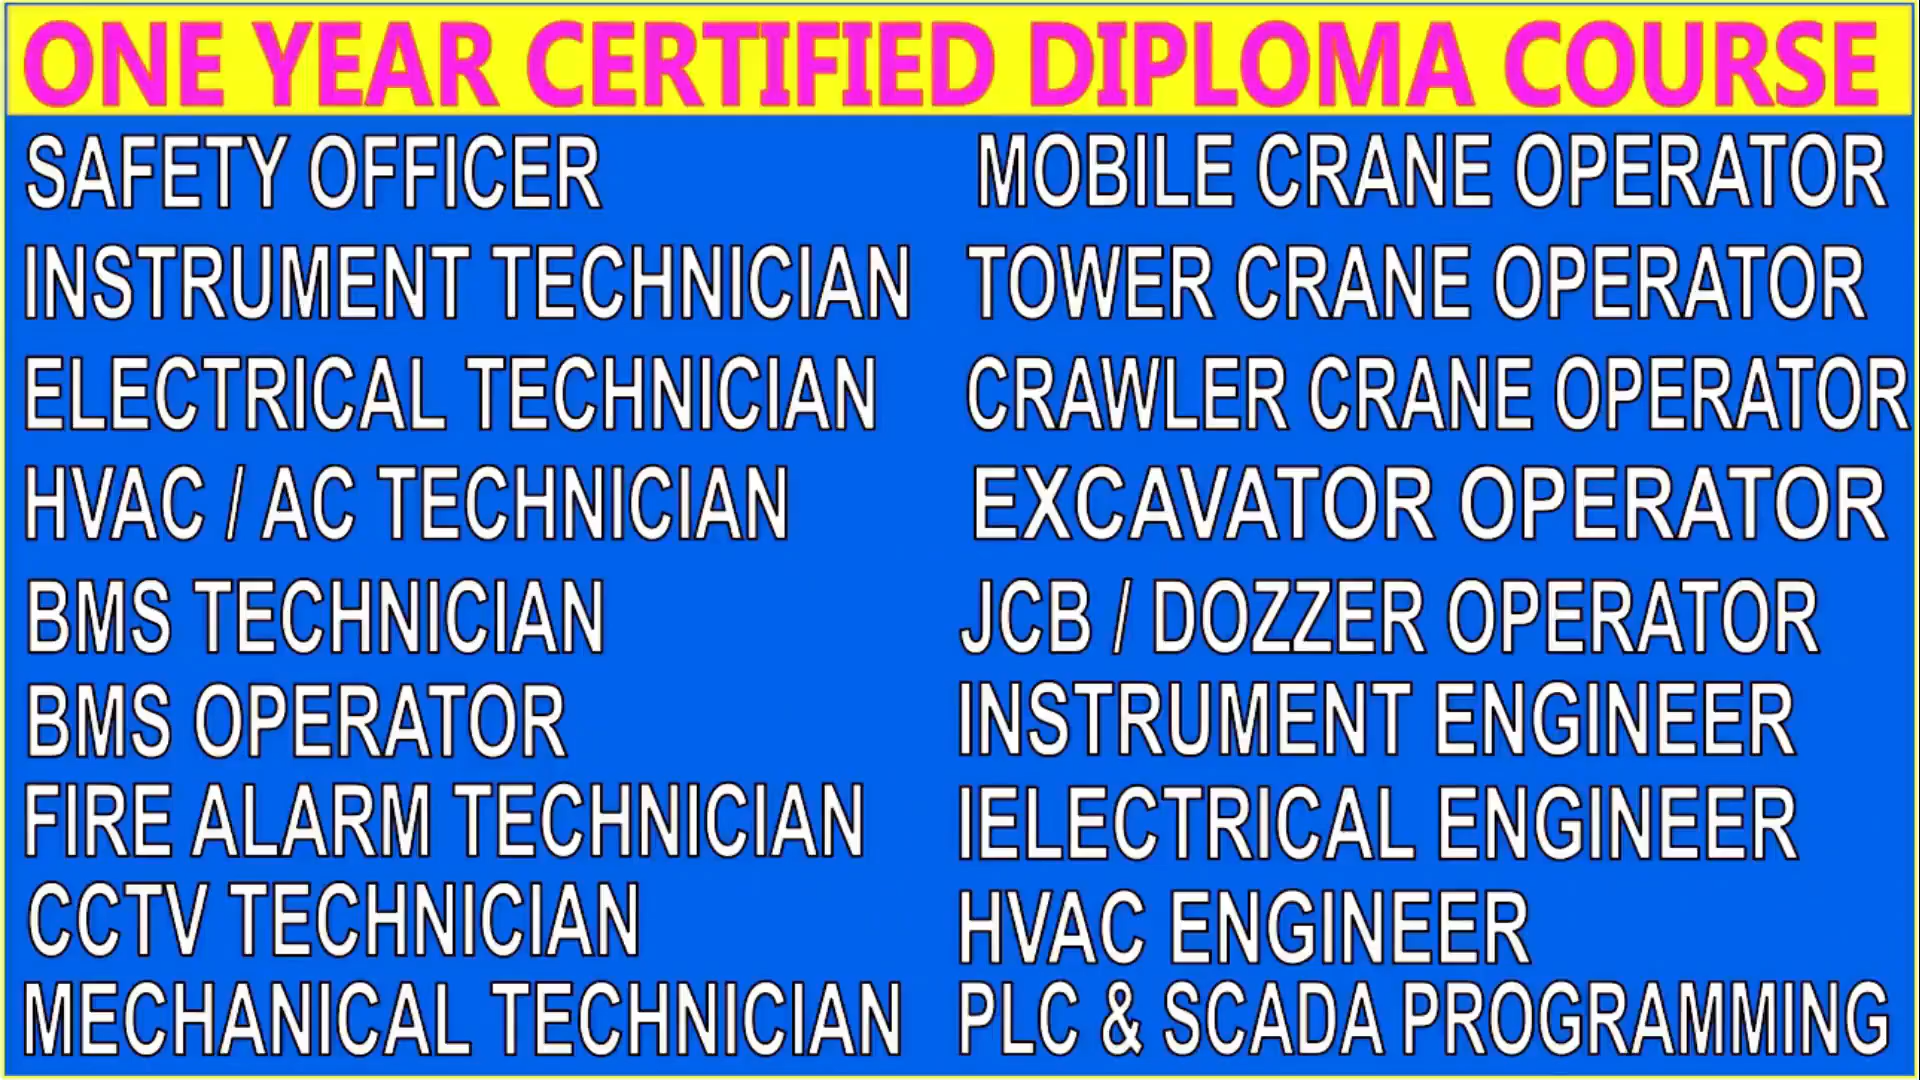 ONE YEAR CERTIFIED DIPLOMA COURSE
SAFETY OFFICER
INSTRUMENT TECHNICIAN
ELECTRICAL TECHNICIAN
HVAC / AC TECHNICIAN
BMS TECHNICIAN
BMS OPERATOR
FIRE ALARM TECHNICIAN
CCTV TECHNICIAN
MECHANICAL TECHNICIAN
MOBILE CRANE OPERATOR
TOWER CRANE OPERATOR
CRAWLER CRANE OPERATOR
EXCAVATOR OPERATOR
JCB / DOZZER OPERATOR
INSTRUMENT ENGINEER
IELECTRICAL ENGINEER
HVAC ENGINEER
PLC & SCADA PROGRAMMING